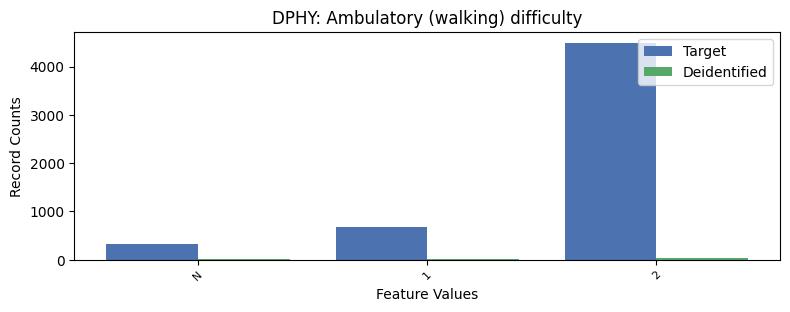 DPHY: Ambulatory (walking) difficulty
Target
Deidentified
Record Counts
4000
3000
2000
1000
0
N
1
2
Feature Values